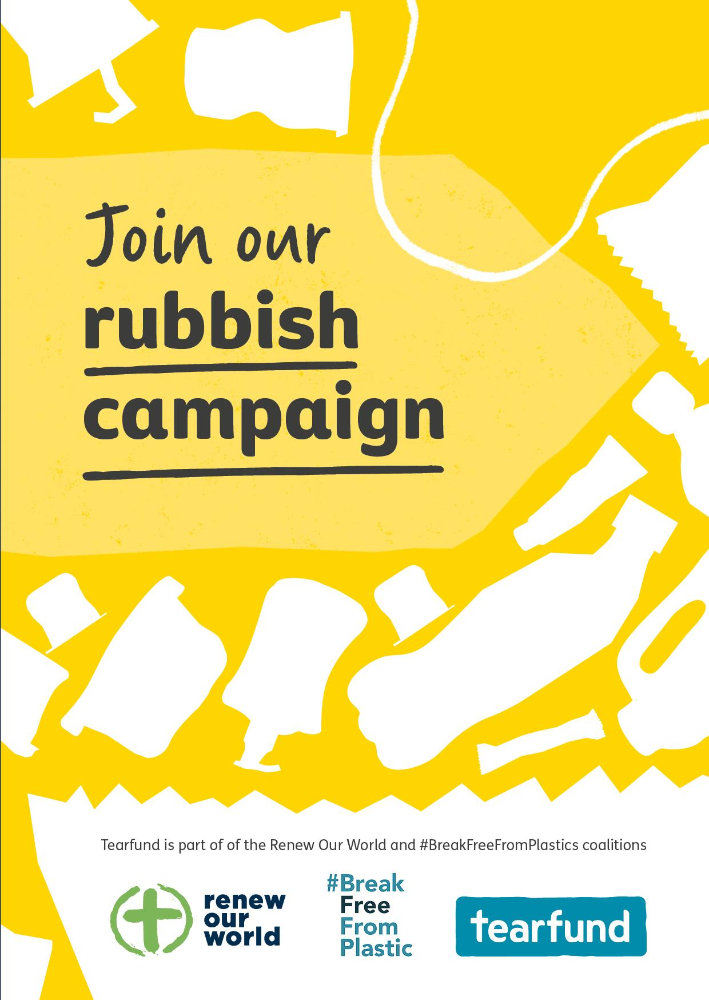 Join our
rubbish
campaign
Tearfund is part of of the Renew Our World and #BreakFreeFromPlastics coalitions
renew
our
world
#Break
Free
From
Plastic
tearfund